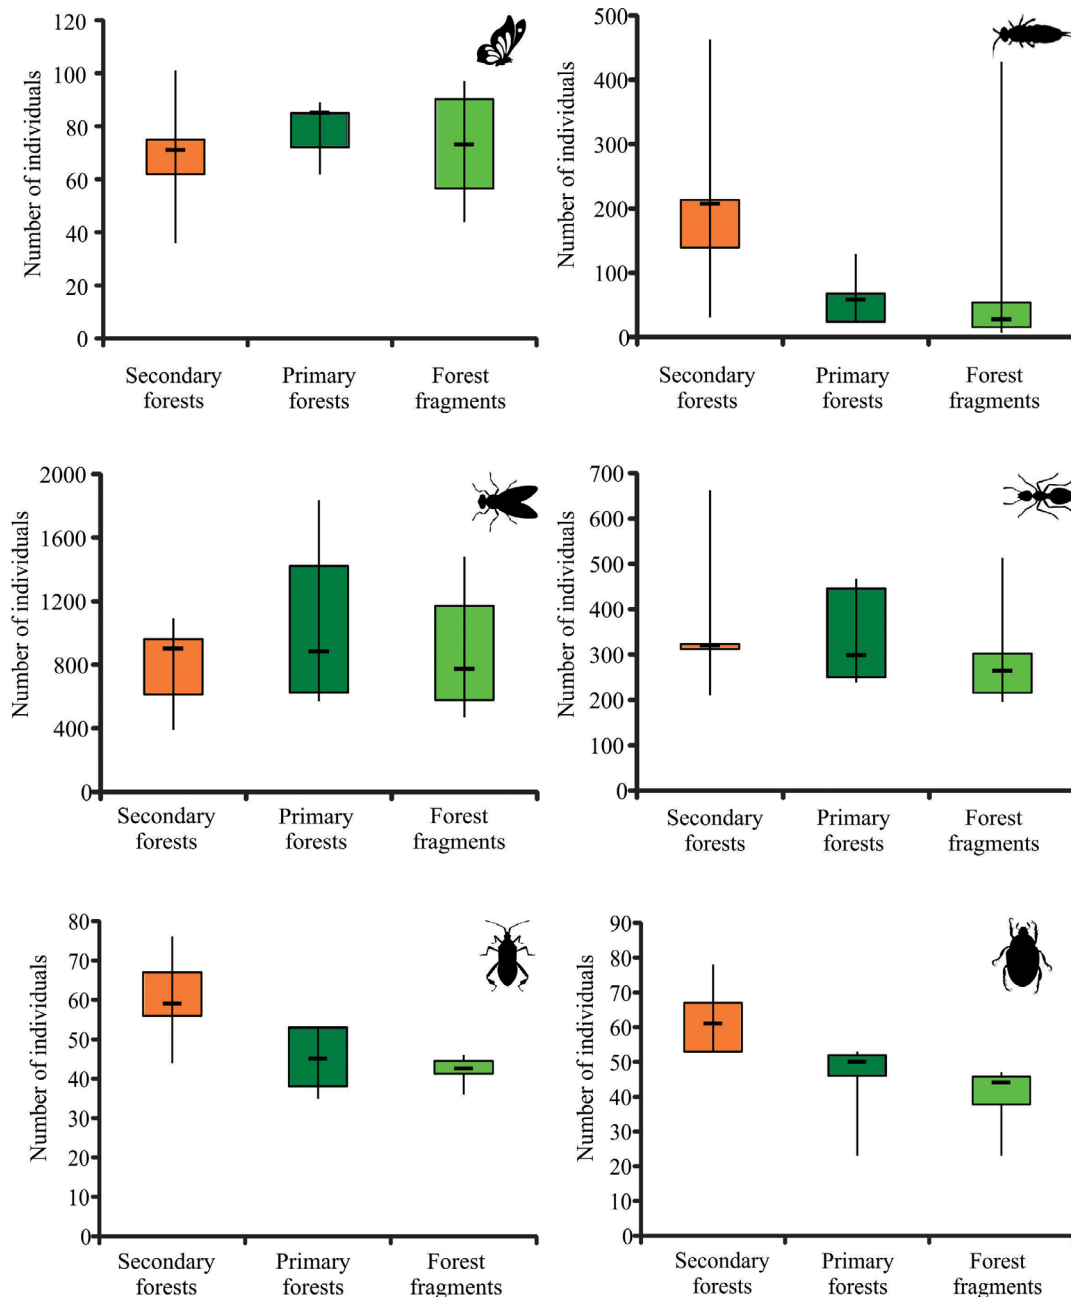 Number of individuals
120
100
80
60
40
20
0
Secondary
forests
Primary
forests
Forest
fragments
Number of individuals
500
400
300
200
100
0
Secondary
forests
Primary
forests
Forest
fragments
Number of individuals
2000
1600
1200
800
400
0
Secondary
forests
Primary
forests
Forest
fragments
Number of individuals
700
600
500
400
300
200
100
0
Secondary
forests
Primary
forests
Forest
fragments
Number of individuals
80
70
60
50
40
30
20
10
0
Secondary
forests
Primary
forests
Forest
fragments
Number of individuals
90
80
70
60
50
40
30
20
10
0
Secondary
forests
Primary
forests
Forest
fragments